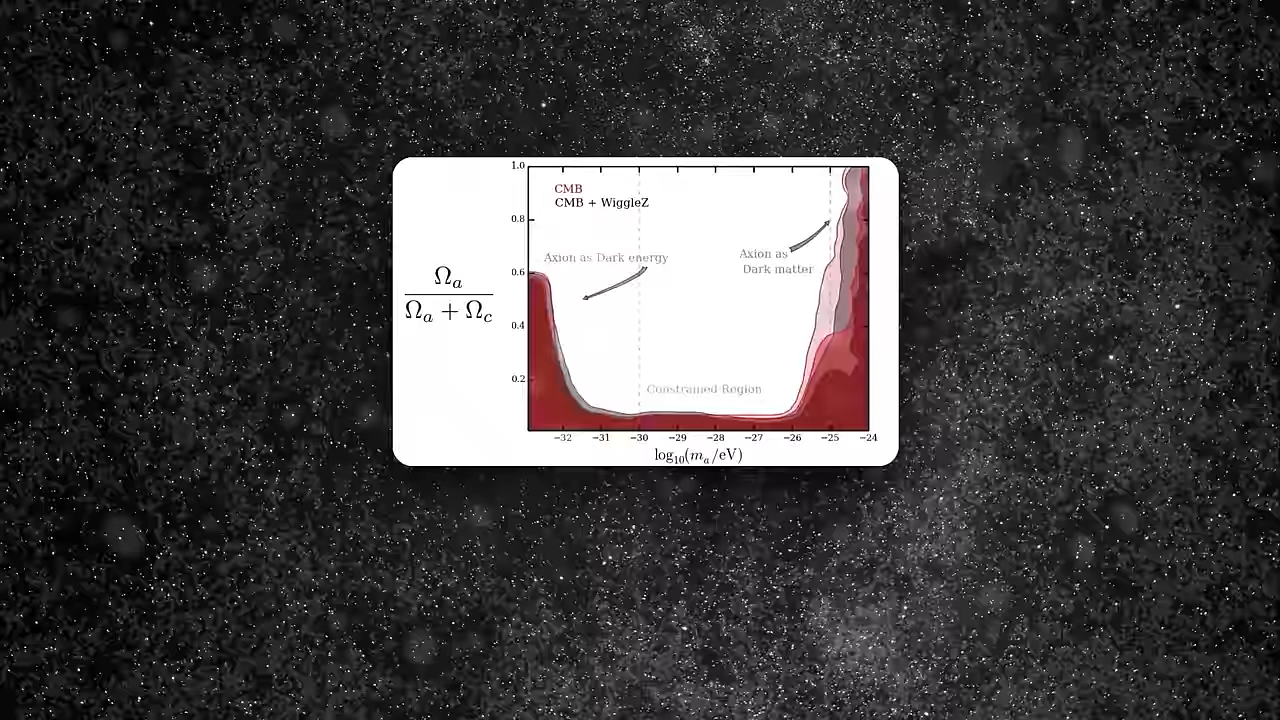 1.0
CMB
CMB + WiggleZ
0.8
Axion as Dark energy
Axion as
Dark matter
0.6
Ωₐ
Ωₐ + Ω_c
0.4
Constrained Region
0.2
−32 −31 −30 −29 −28 −27 −26 −25 −24
log₁₀(mₐ/eV)